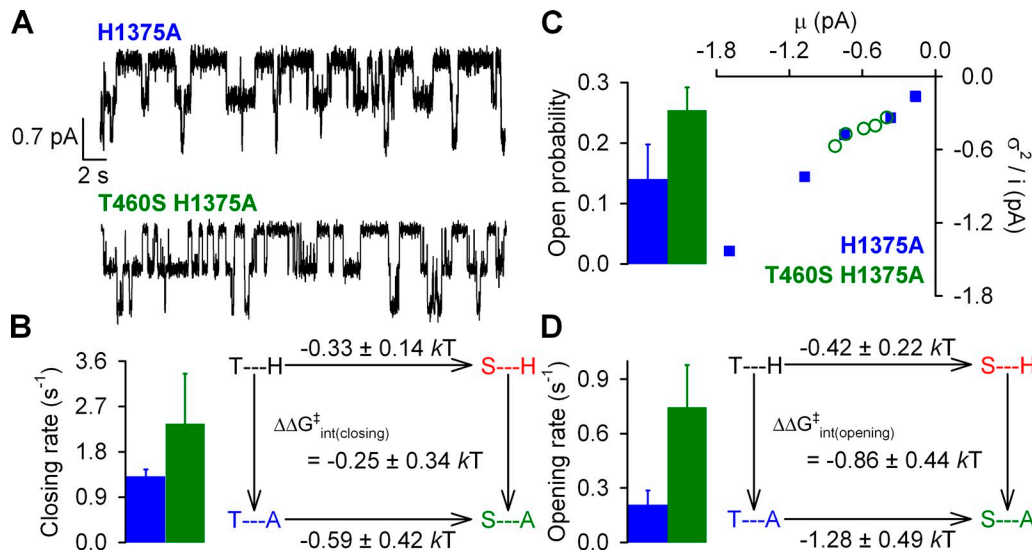 A
H1375A
0.7 pA
2 s
T460S H1375A
C
μ (pA)
-1.8 -1.2 -0.6 0.0
0.3
0.2
0.1
0.0
Open probability
0.0
-0.6
-1.2
-1.8
σ² / i (pA)
H1375A
T460S H1375A
B
3.6
2.7
1.8
0.9
0.0
Closing rate (s⁻¹)
-0.33 ± 0.14 kT
T---H
S---H
ΔΔG‡int(closing)
= -0.25 ± 0.34 kT
T---A
S---A
-0.59 ± 0.42 kT
D
0.9
0.6
0.3
0.0
Opening rate (s⁻¹)
-0.42 ± 0.22 kT
T---H
S---H
ΔΔG‡int(opening)
= -0.86 ± 0.44 kT
T---A
S---A
-1.28 ± 0.49 kT